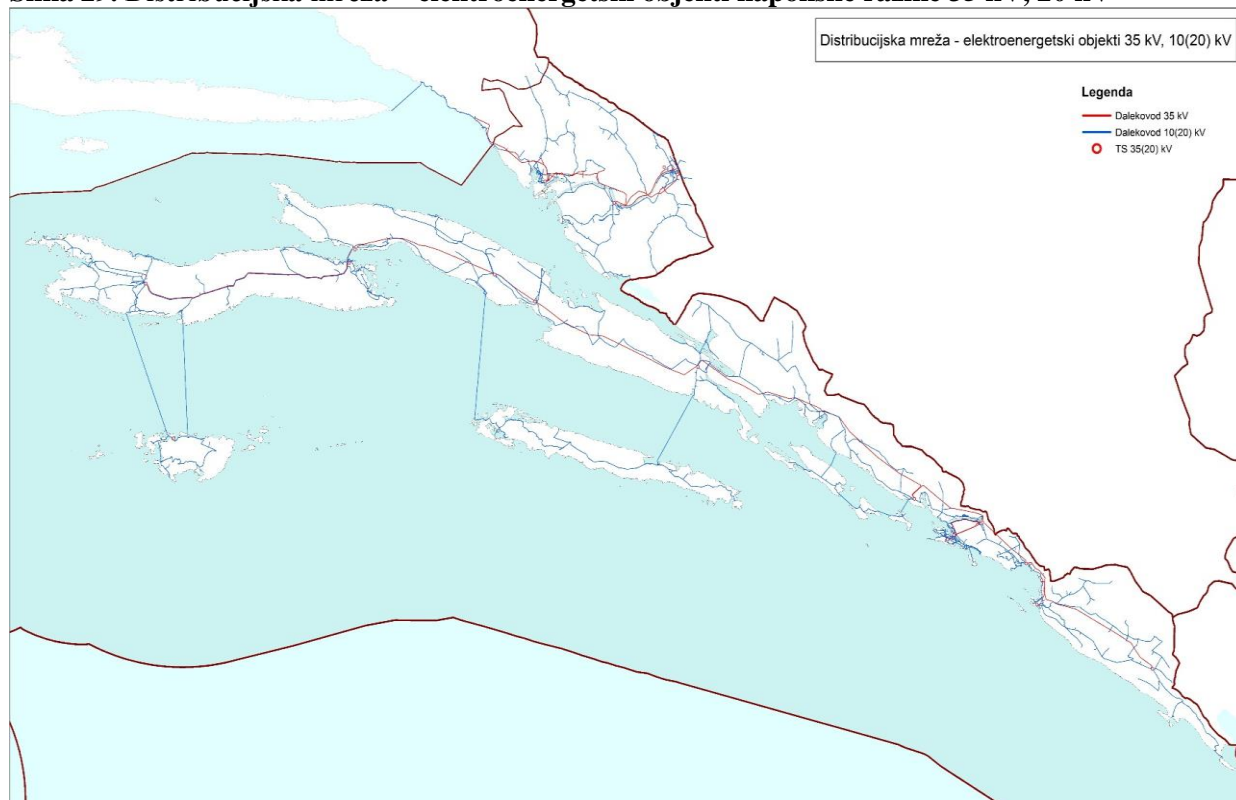 Distribucijska mreža - elektroenergetski objekti 35 kV, 10(20) kV
Legenda
Dalekovod 35 kV
Dalekovod 10(20) kV
TS 35(20) kV